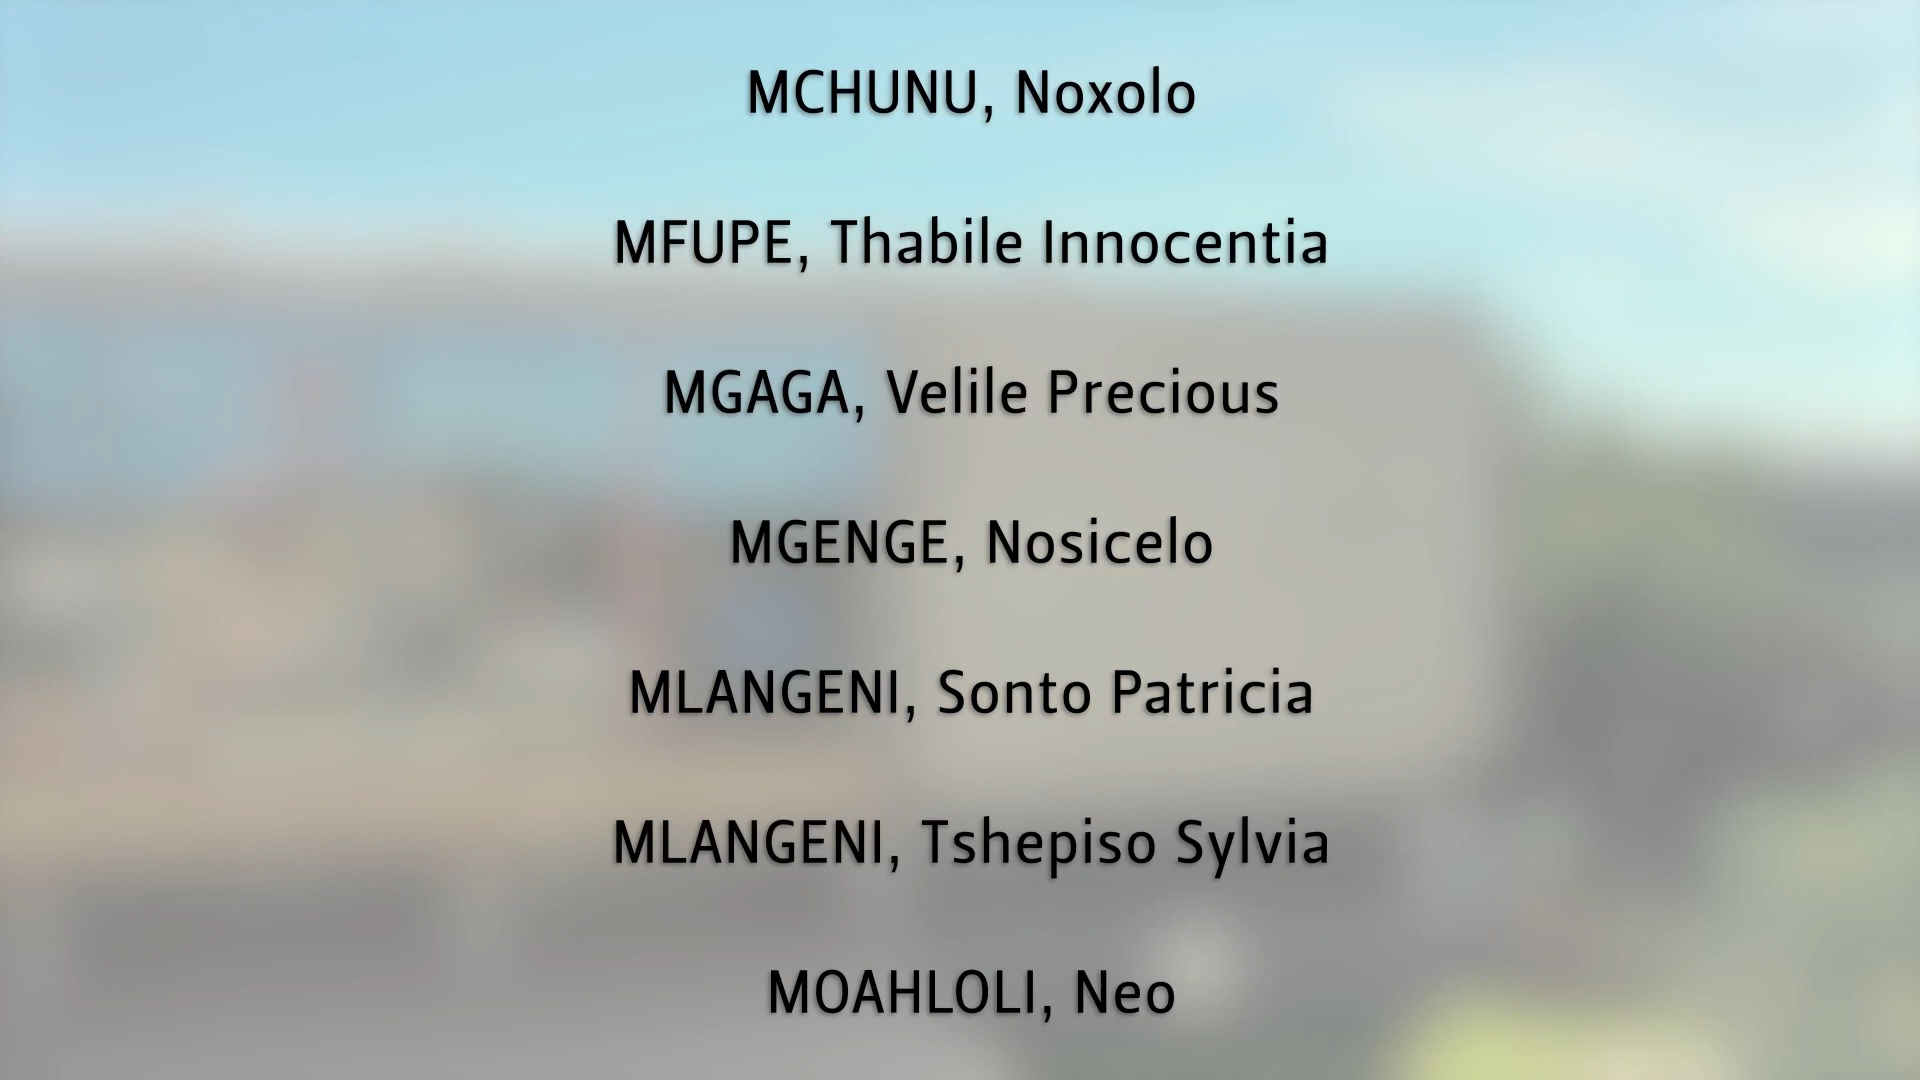 MCHUNU, Noxolo
MFUPE, Thabile Innocentia
MGAGA, Velile Precious
MGENGE, Nosicelo
MLANGENI, Sonto Patricia
MLANGENI, Tshepiso Sylvia
MOAHLOLI, Neo